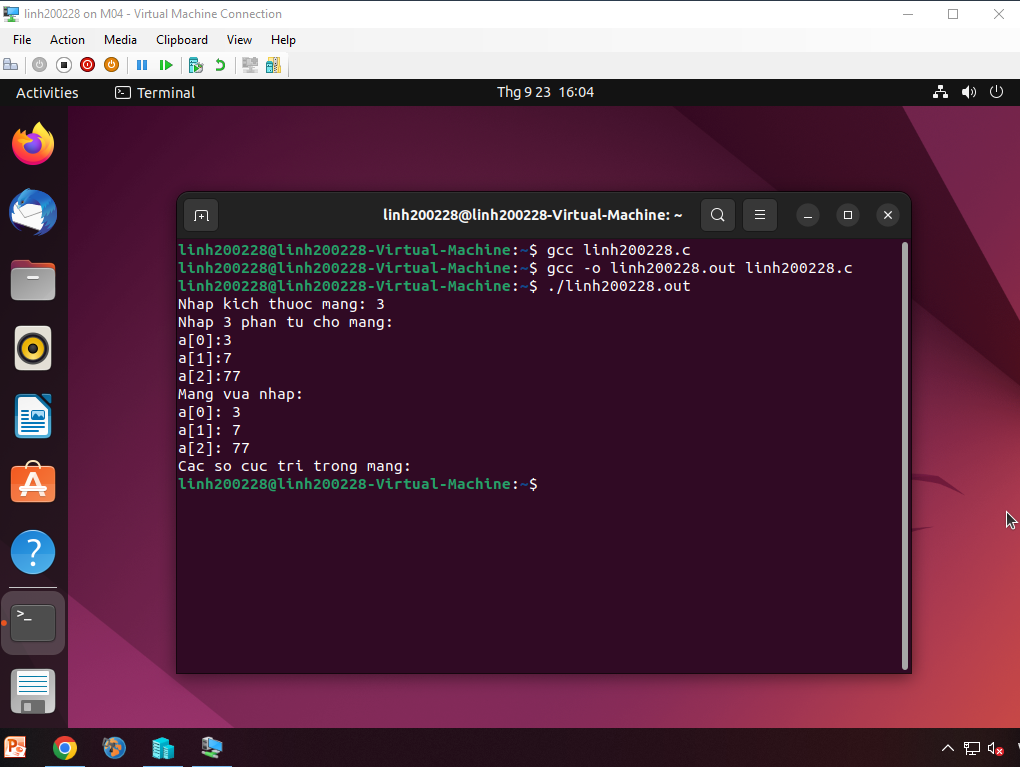 linh200228 on M04 - Virtual Machine Connection
File Action Media Clipboard View Help
Activities Terminal Thg 9 23 16:04
linh200228@linh200228-Virtual-Machine: ~
linh200228@linh200228-Virtual-Machine:~$ gcc linh200228.c
linh200228@linh200228-Virtual-Machine:~$ gcc -o linh200228.out linh200228.c
linh200228@linh200228-Virtual-Machine:~$ ./linh200228.out
Nhap kich thuoc mang: 3
Nhap 3 phan tu cho mang:
a[0]:3
a[1]:7
a[2]:77
Mang vua nhap:
a[0]: 3
a[1]: 7
a[2]: 77
Cac so cuc tri trong mang:
linh200228@linh200228-Virtual-Machine:~$